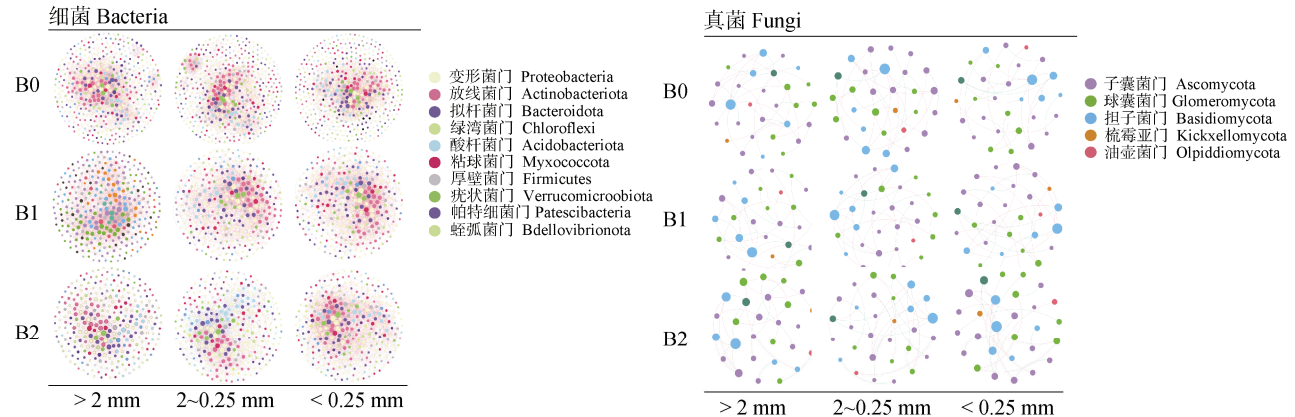 细菌 Bacteria
B0
B1
B2
> 2 mm
2~0.25 mm
< 0.25 mm
变形菌门 Proteobacteria
放线菌门 Actinobacteriota
拟杆菌门 Bacteroidota
绿湾菌门 Chloroflexi
酸杆菌门 Acidobacteriota
粘球菌门 Myxococcota
厚壁菌门 Firmicutes
疣状菌门 Verrucomicroobiota
帕特细菌门 Patescibacteria
蛭弧菌门 Bdellovibrionota
真菌 Fungi
B0
B1
B2
> 2 mm
2~0.25 mm
< 0.25 mm
子囊菌门 Ascomycota
球囊菌门 Glomeromycota
担子菌门 Basidiomycota
梳霉亚门 Kickxellomycota
油壶菌门 Olpiddiomycota